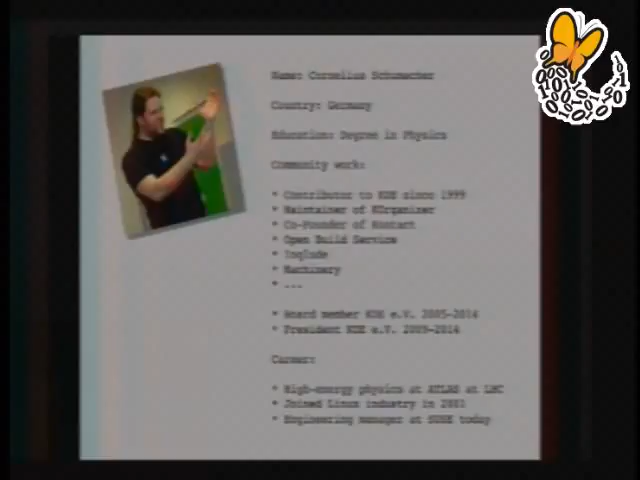 Name: Cornelius Schumacher
Country: Germany
Education: Degree in Physics
Community work:
* Contributor to KDE since 1999
* Maintainer of KOrganizer
* Co-Founder of Kontact
* Open Build Service
* Inqlude
* Machinery
* ...
* Board member KDE e.V. 2005-2014
* President KDE e.V. 2009-2014
Career:
* High-energy physics at ATLAS at LHC
* Joined Linux industry in 2001
* Engineering manager at SUSE today